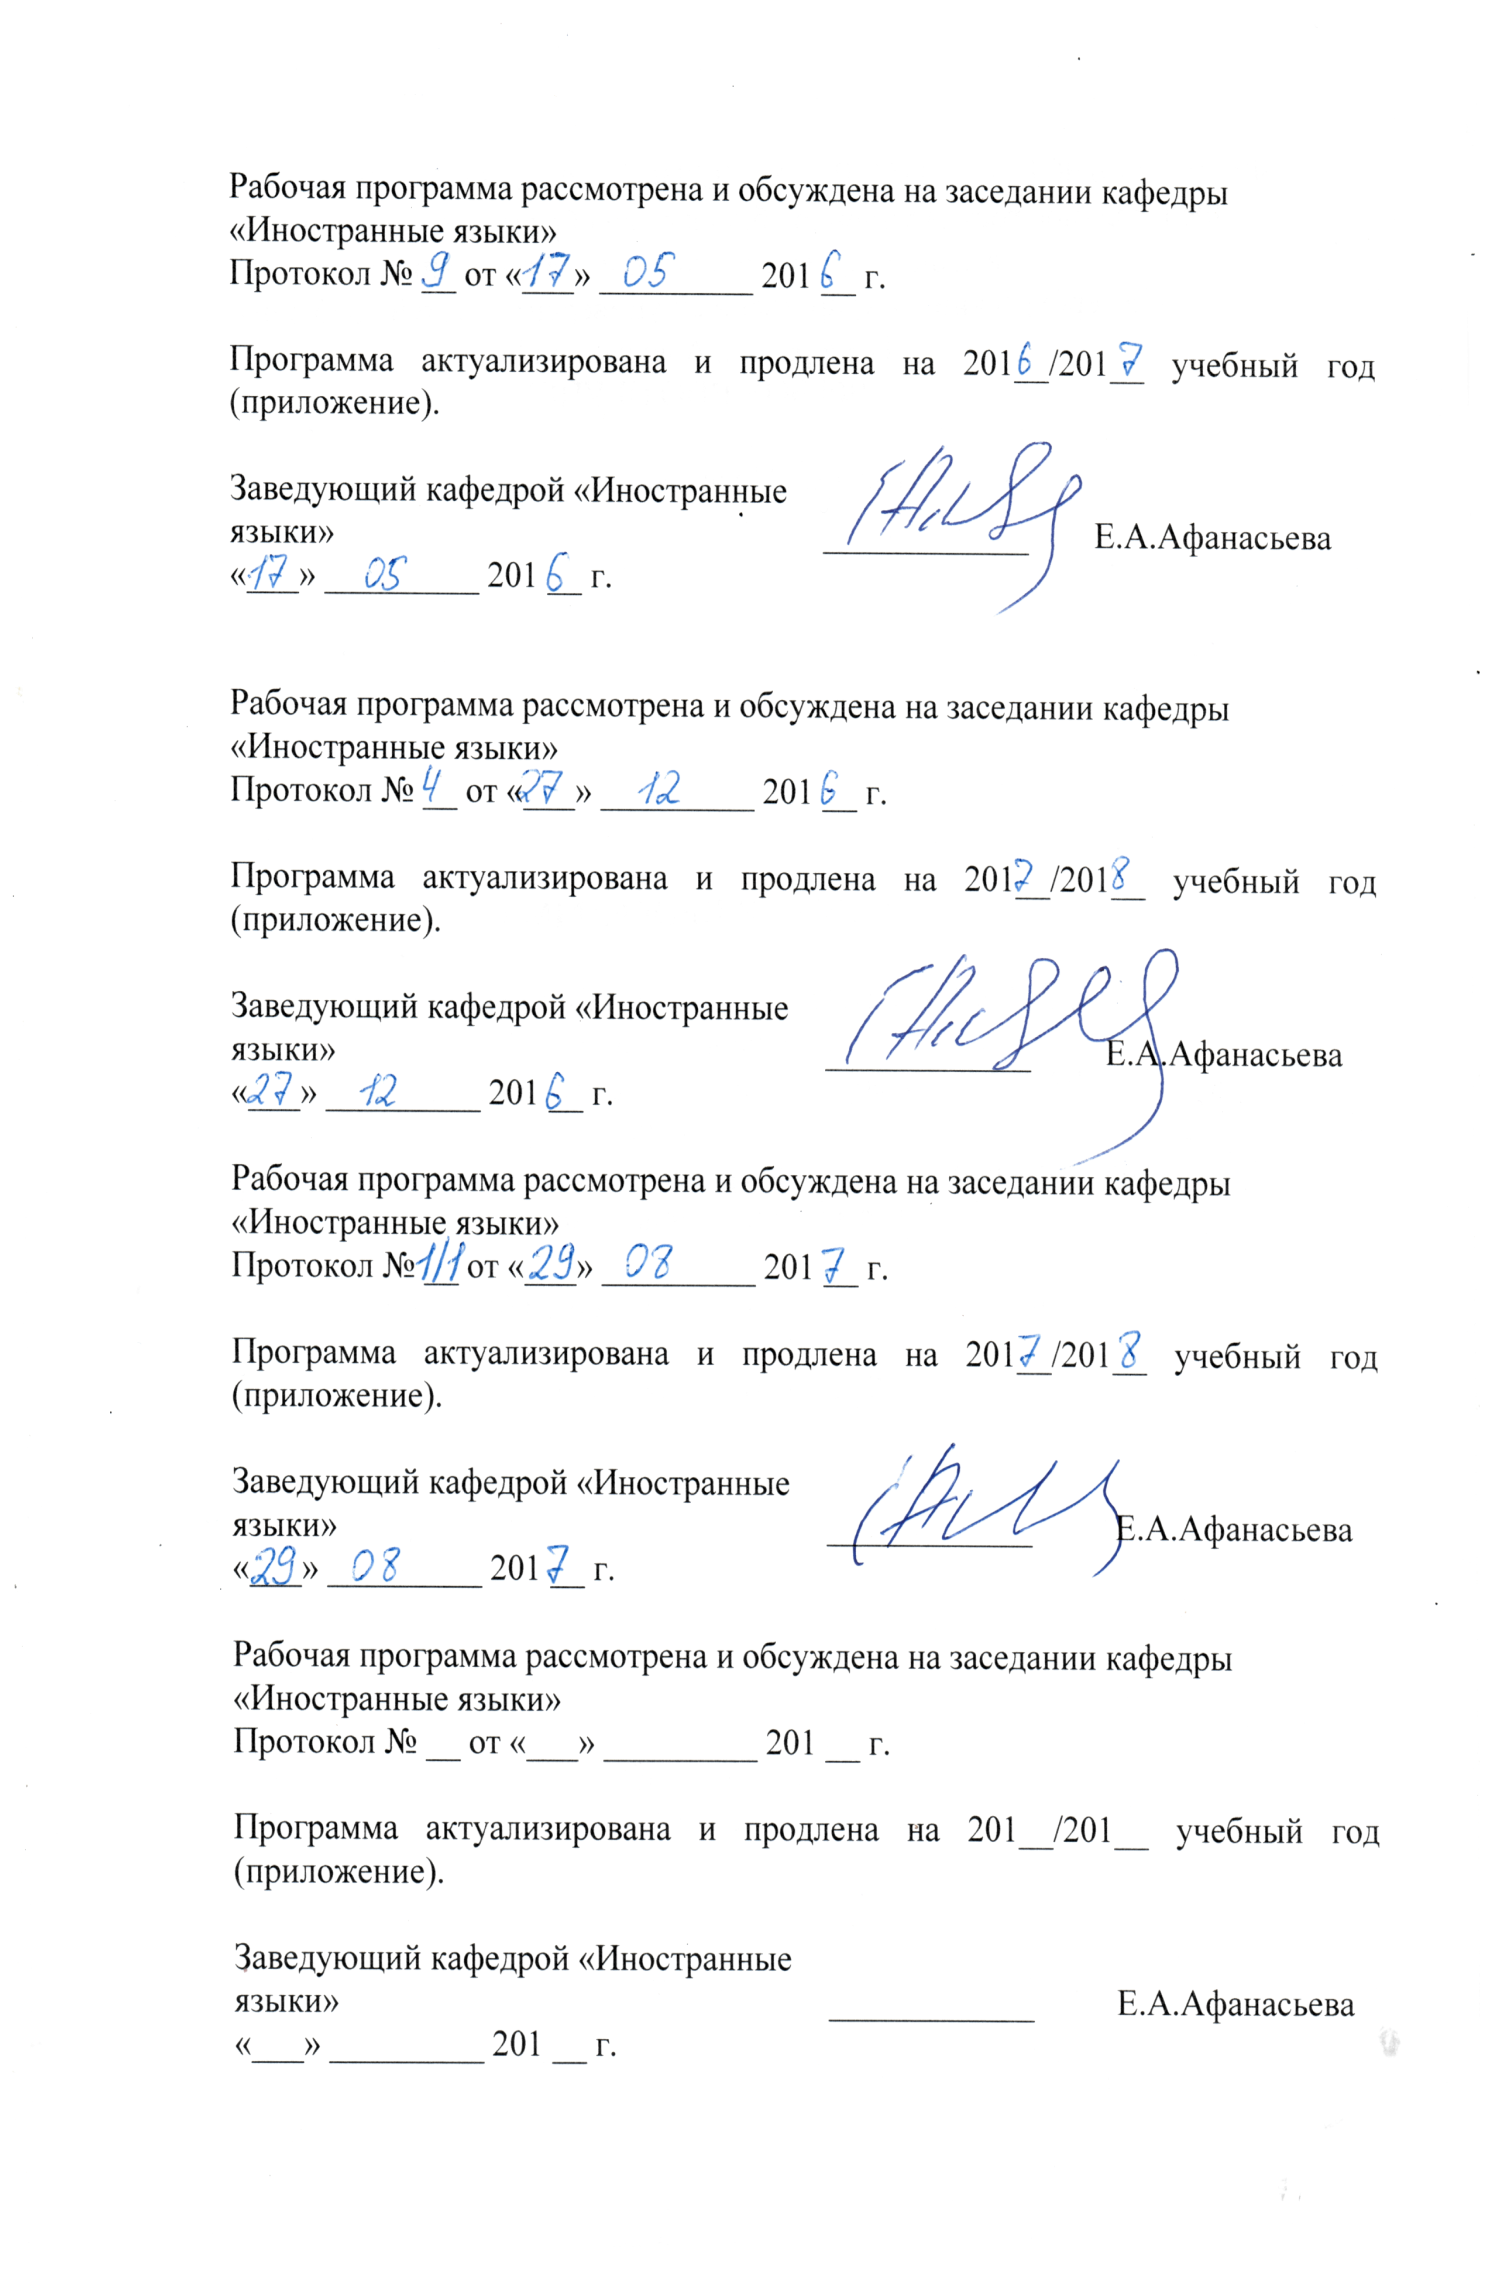 Рабочая программа рассмотрена и обсуждена на заседании кафедры
«Иностранные языки»
Протокол № 9 от «17» 05 2016 г.
Программа актуализирована и продлена на 2016/2017 учебный год
(приложение).
Заведующий кафедрой «Иностранные
языки» Е.А.Афанасьева
«17» 05 2016 г.
Рабочая программа рассмотрена и обсуждена на заседании кафедры
«Иностранные языки»
Протокол № 4 от «27» 12 2016 г.
Программа актуализирована и продлена на 2017/2018 учебный год
(приложение).
Заведующий кафедрой «Иностранные
языки» Е.А.Афанасьева
«27» 12 2016 г.
Рабочая программа рассмотрена и обсуждена на заседании кафедры
«Иностранные языки»
Протокол № 1/1 от «29» 08 2017 г.
Программа актуализирована и продлена на 2017/2018 учебный год
(приложение).
Заведующий кафедрой «Иностранные
языки» Е.А.Афанасьева
«29» 08 2017 г.
Рабочая программа рассмотрена и обсуждена на заседании кафедры
«Иностранные языки»
Протокол № __ от «___» _________ 201 __ г.
Программа актуализирована и продлена на 201__/201__ учебный год
(приложение).
Заведующий кафедрой «Иностранные
языки» ____________ Е.А.Афанасьева
«___» _________ 201 __ г.